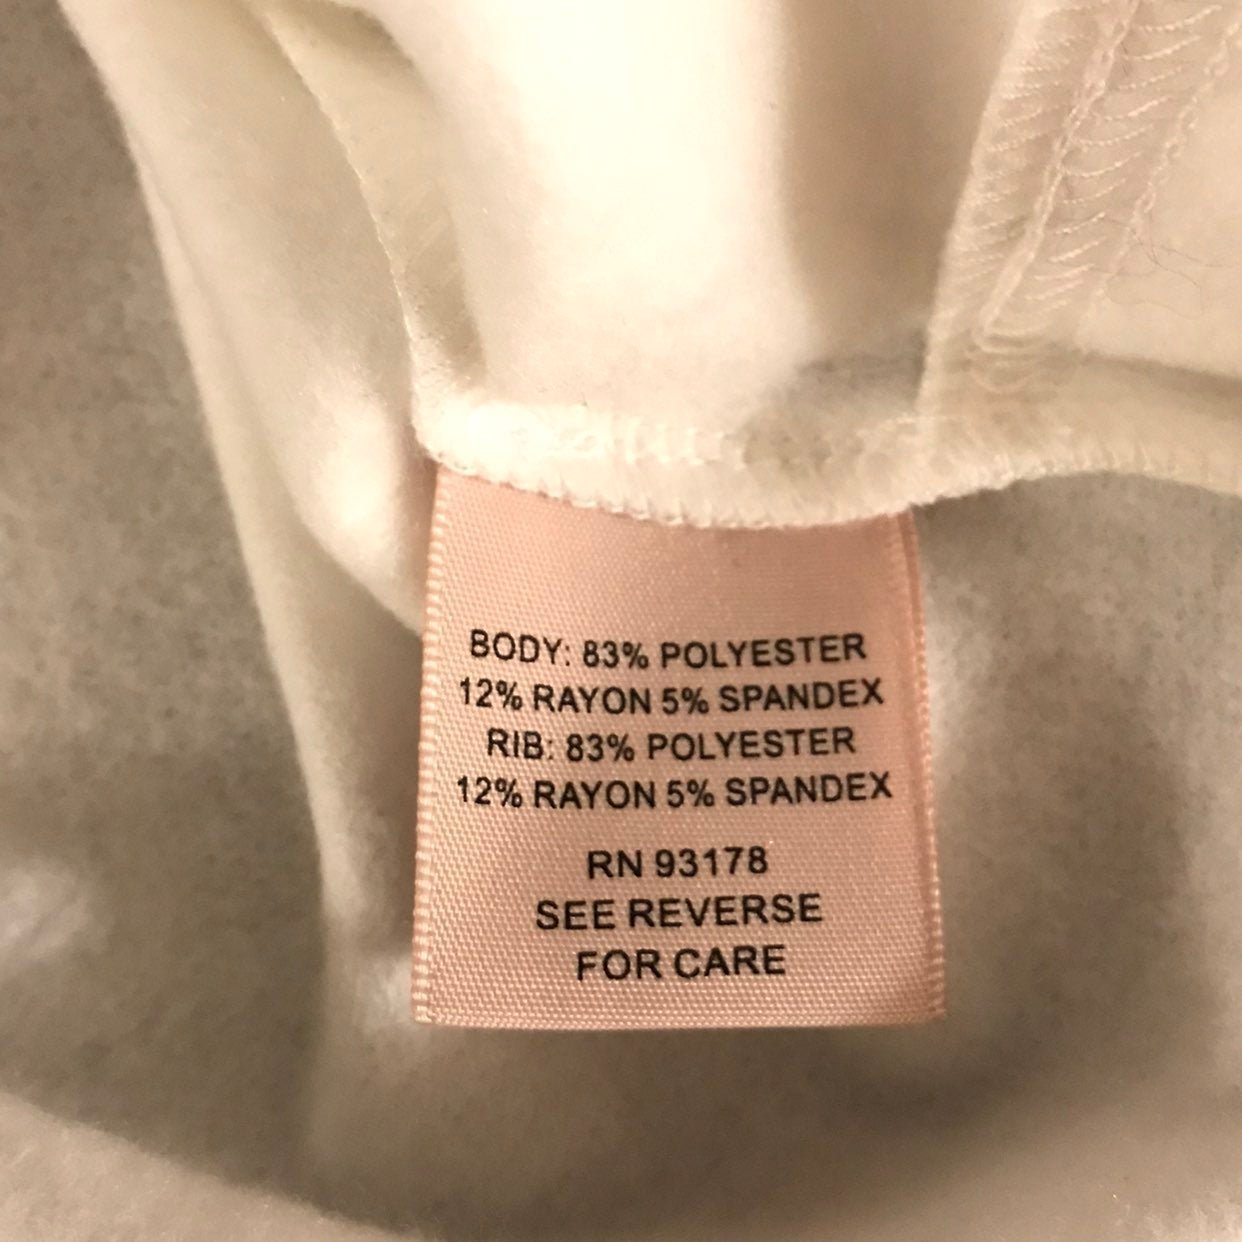 BODY: 83% POLYESTER
12% RAYON 5% SPANDEX
RIB: 83% POLYESTER
12% RAYON 5% SPANDEX
RN 93178
SEE REVERSE
FOR CARE